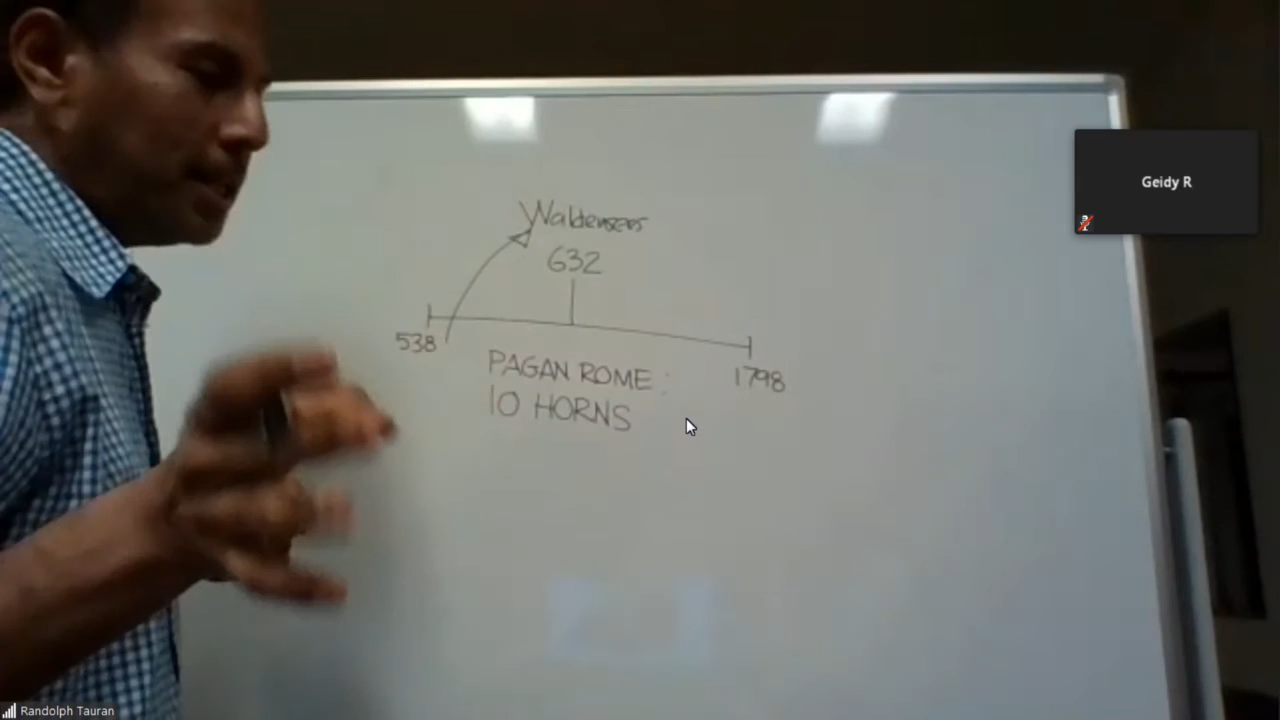 Waldenses
632
538
1798
PAGAN ROME:
10 HORNS
Geidy R
Randolph Tauran